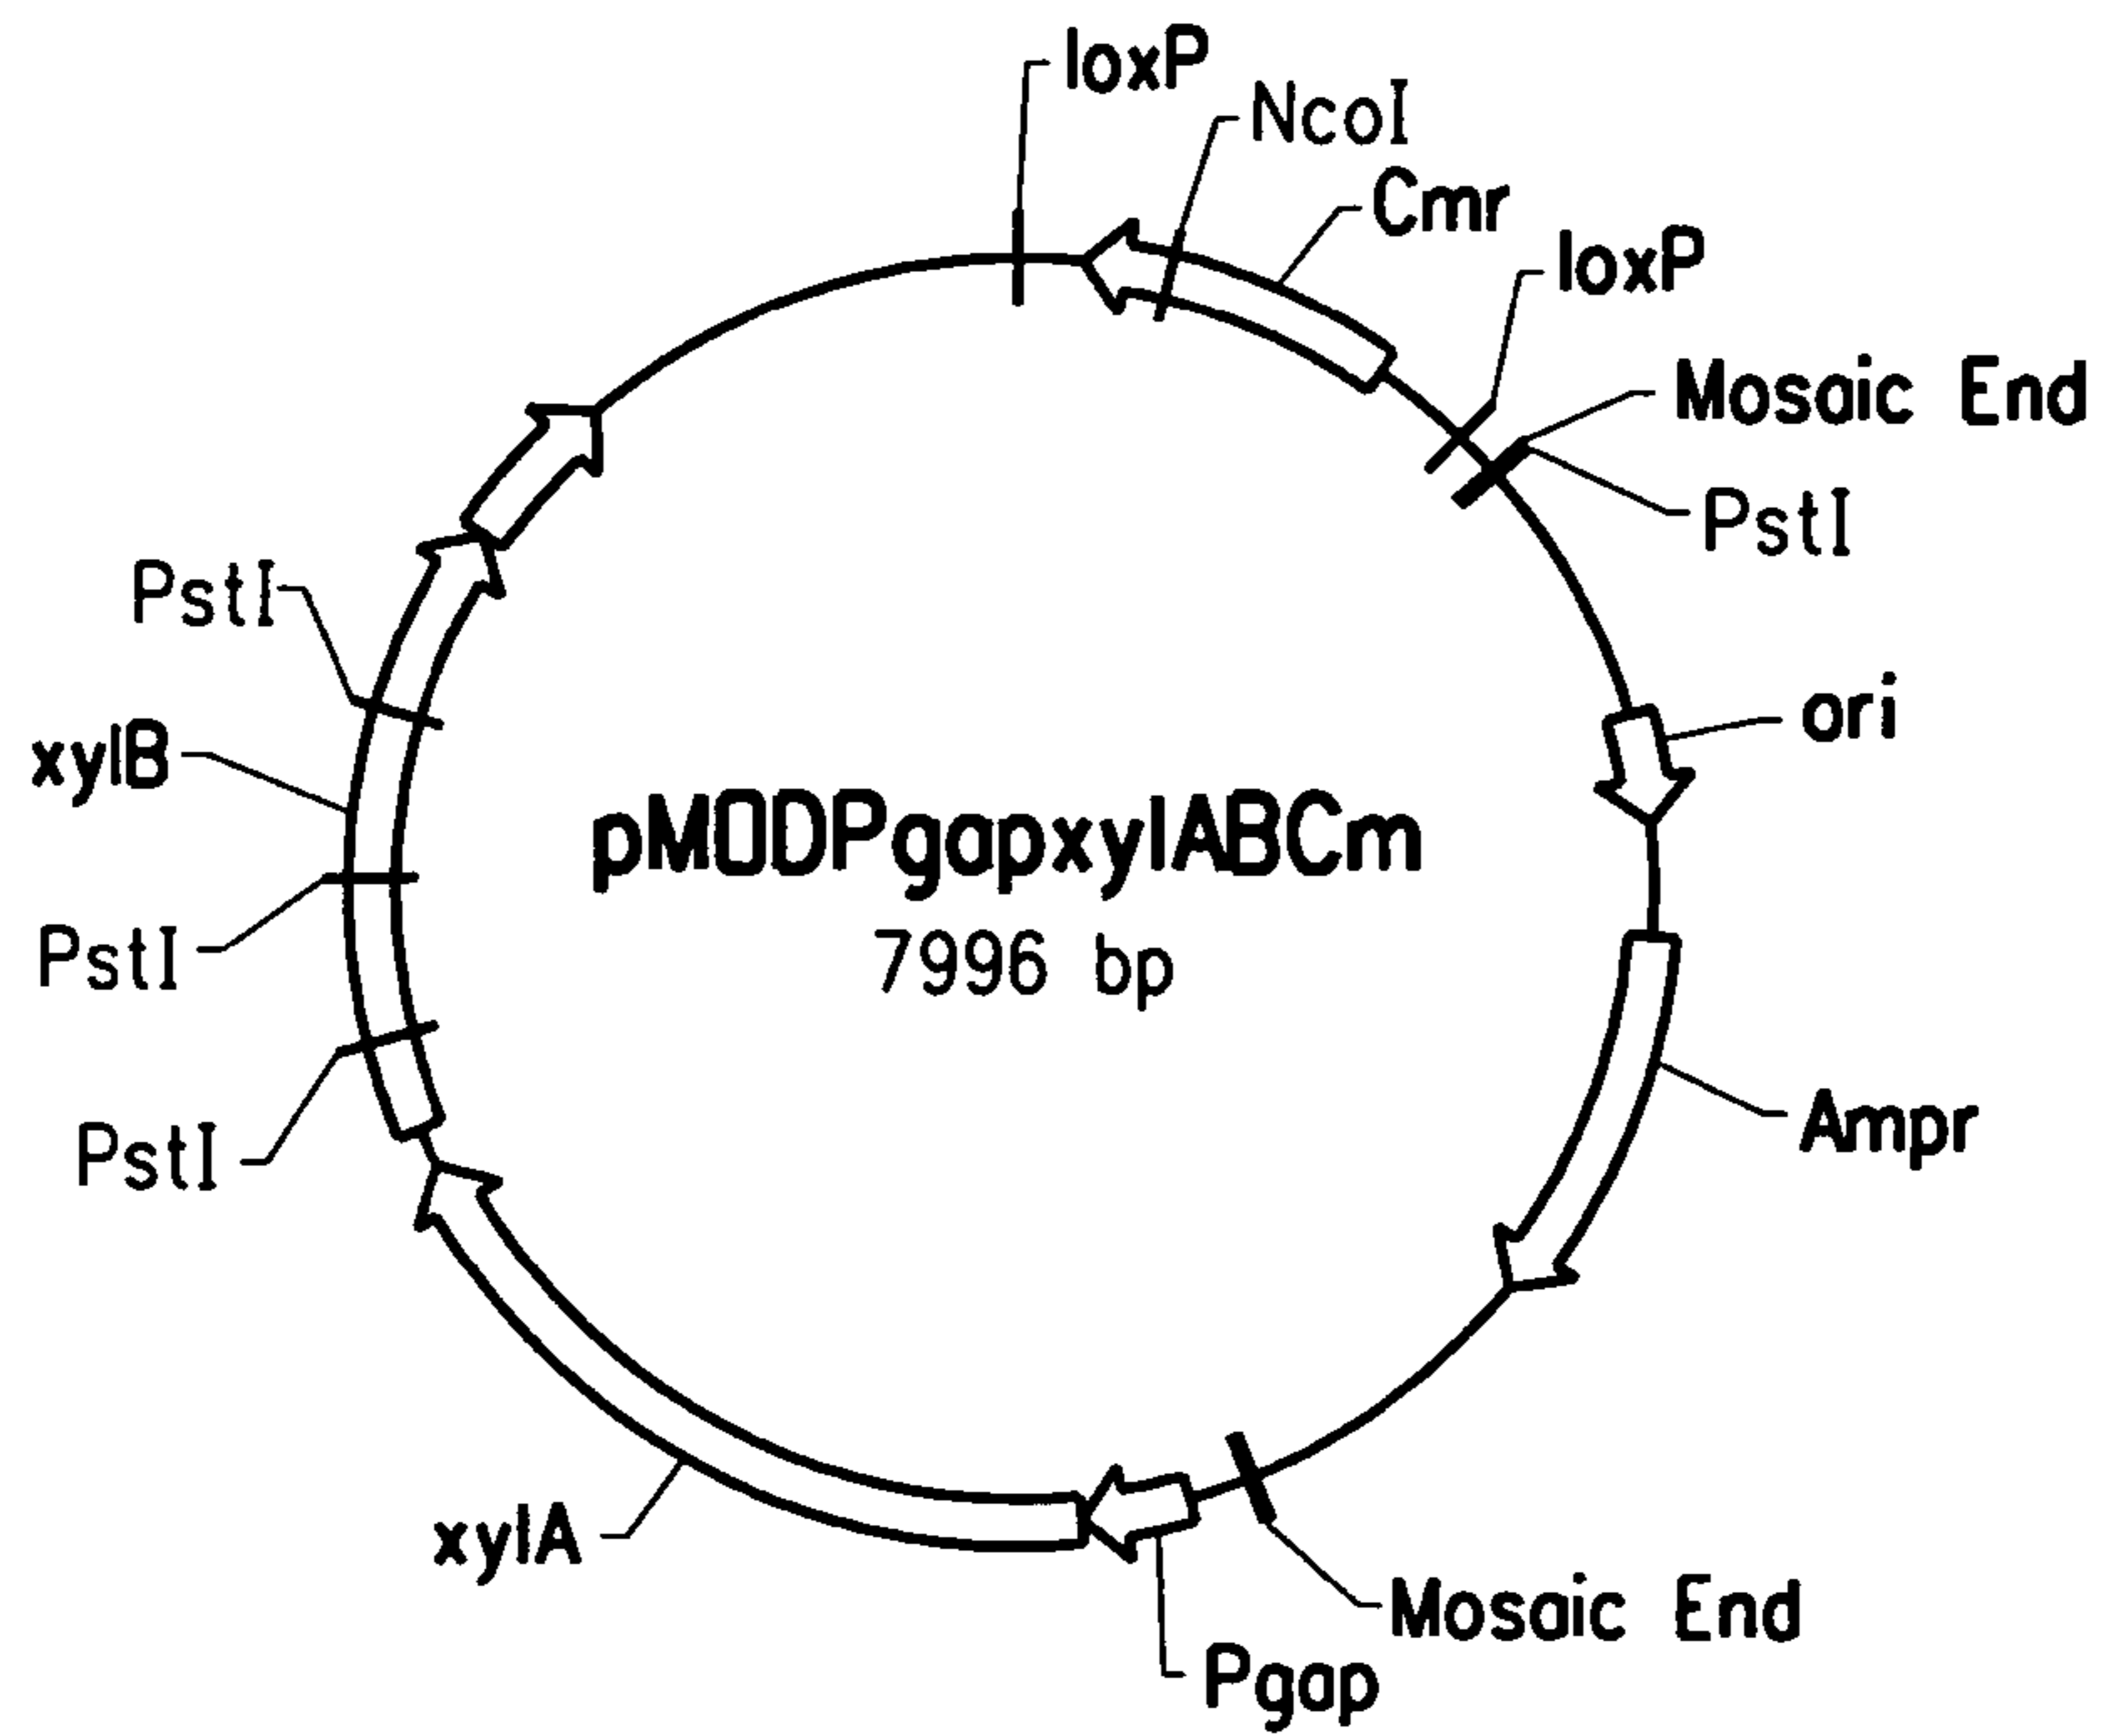 loxP
NcoI
Cmr
loxP
Mosaic End
PstI
PstI
ori
xylB
pMODPgapxylABCm
7996 bp
PstI
Ampr
PstI
xylA
Mosaic End
Pgap